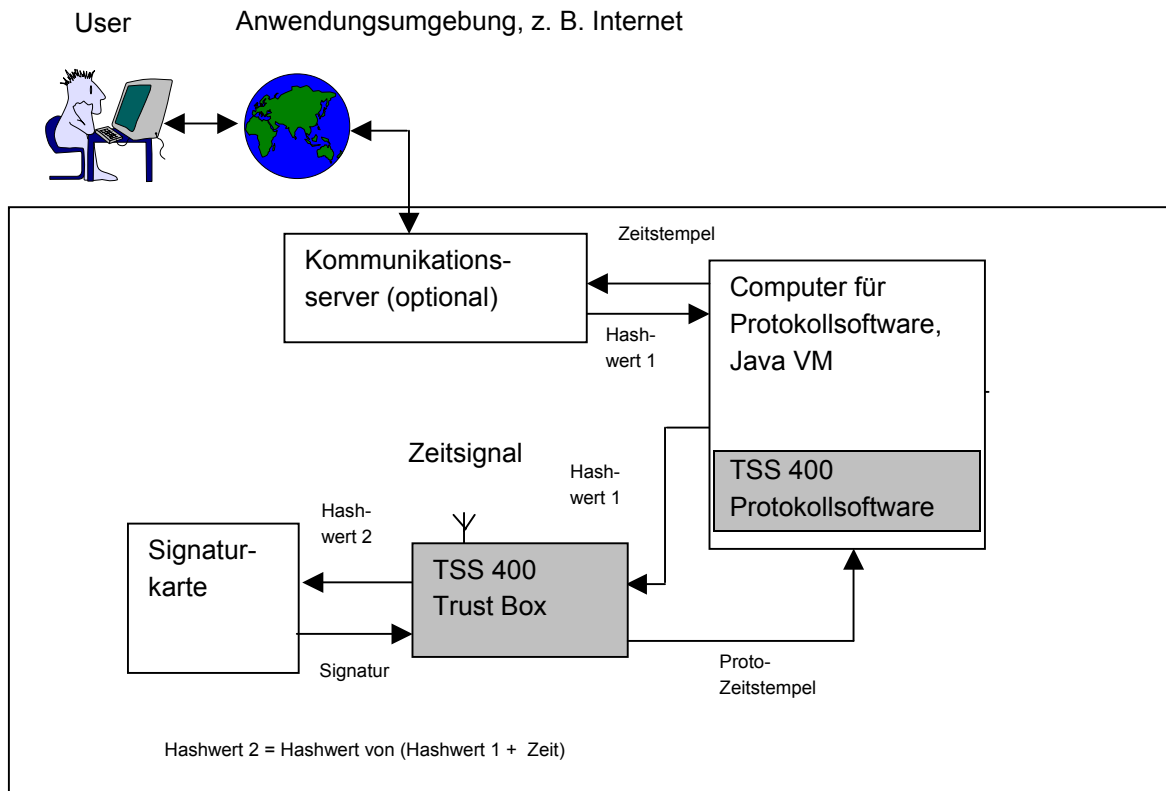 User
Anwendungsumgebung, z. B. Internet
Zeitstempel
Kommunikations-
server (optional)
Computer für
Protokollsoftware,
Java VM
Hash-
wert 1
Zeitsignal
Hash-
wert 1
TSS 400
Protokollsoftware
Hash-
wert 2
Signatur-
karte
TSS 400
Trust Box
Signatur
Proto-
Zeitstempel
Hashwert 2 = Hashwert von (Hashwert 1 + Zeit)